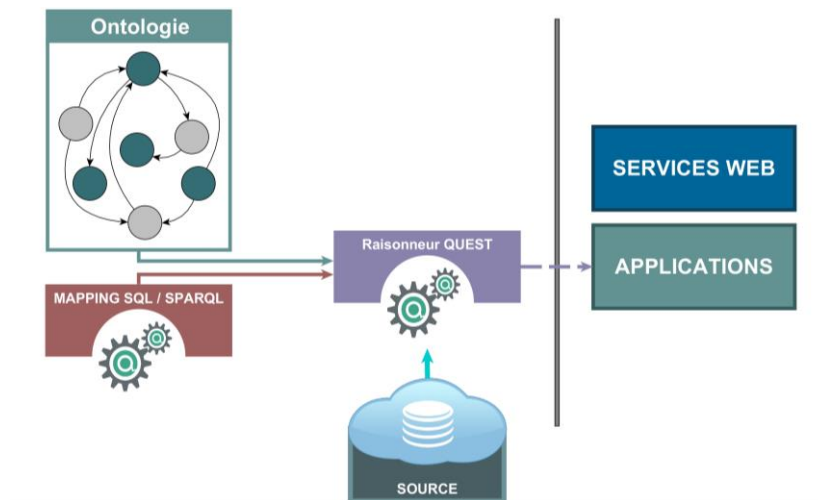 Ontologie
SERVICES WEB
Raisonneur QUEST
APPLICATIONS
MAPPING SQL / SPARQL
SOURCE